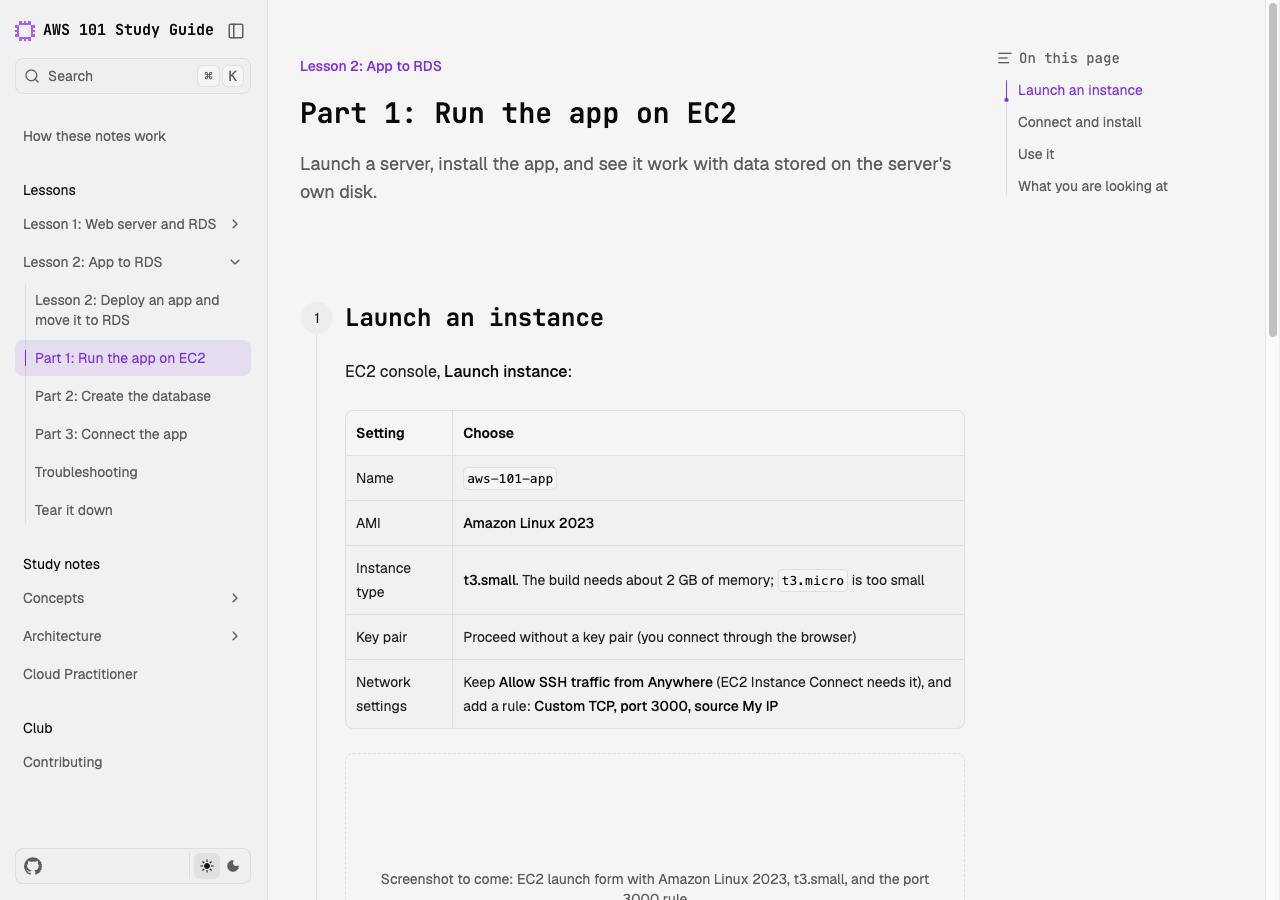 AWS 101 Study Guide
Search
⌘ K
How these notes work
Lessons
Lesson 1: Web server and RDS
Lesson 2: App to RDS
Lesson 2: Deploy an app and
move it to RDS
Part 1: Run the app on EC2
Part 2: Create the database
Part 3: Connect the app
Troubleshooting
Tear it down
Study notes
Concepts
Architecture
Cloud Practitioner
Club
Contributing
Lesson 2: App to RDS
Part 1: Run the app on EC2
Launch a server, install the app, and see it work with data stored on the server's
own disk.
1
Launch an instance
EC2 console, Launch instance:
Setting Choose
Name aws-101-app
AMI Amazon Linux 2023
Instance
type
t3.small. The build needs about 2 GB of memory; t3.micro is too small
Key pair Proceed without a key pair (you connect through the browser)
Network
settings
Keep Allow SSH traffic from Anywhere (EC2 Instance Connect needs it), and
add a rule: Custom TCP, port 3000, source My IP
Screenshot to come: EC2 launch form with Amazon Linux 2023, t3.small, and the port
3000 rule
On this page
Launch an instance
Connect and install
Use it
What you are looking at